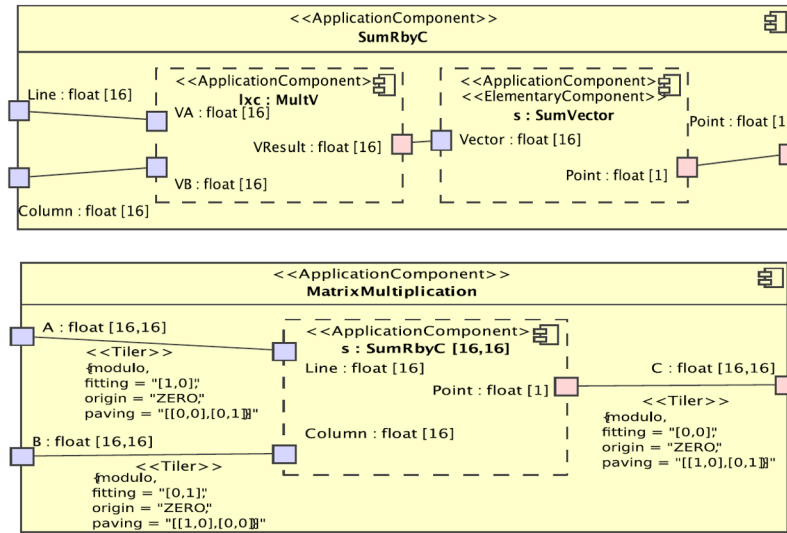 <<ApplicationComponent>>
SumRbyC
Line : float [16]
<<ApplicationComponent>
lxc : MultV
VA : float [16]
VResult : float [16]
VB : float [16]
Column : float [16]
<<ApplicationComponent>
<<ElementaryComponent>>
s : SumVector
Vector : float [16]
Point : float [1]
Point : float [1
<<ApplicationComponent>>
MatrixMultiplication
A : float [16,16]
<<Tiler>>
{modulo,
fitting = "[1,0]",
origin = "ZERO",
paving = "[[0,0],[0,1]]"}
B : float [16,16]
<<Tiler>>
{modulo,
fitting = "[0,1]",
origin = "ZERO",
paving = "[[1,0],[0,0]]"}
<<ApplicationComponent>
s : SumRbyC [16,16]
Line : float [16]
Point : float [1]
Column : float [16]
C : float [16,16]
<<Tiler>>
{modulo,
fitting = "[0,0]",
origin = "ZERO",
paving = "[[1,0],[0,1]]"}